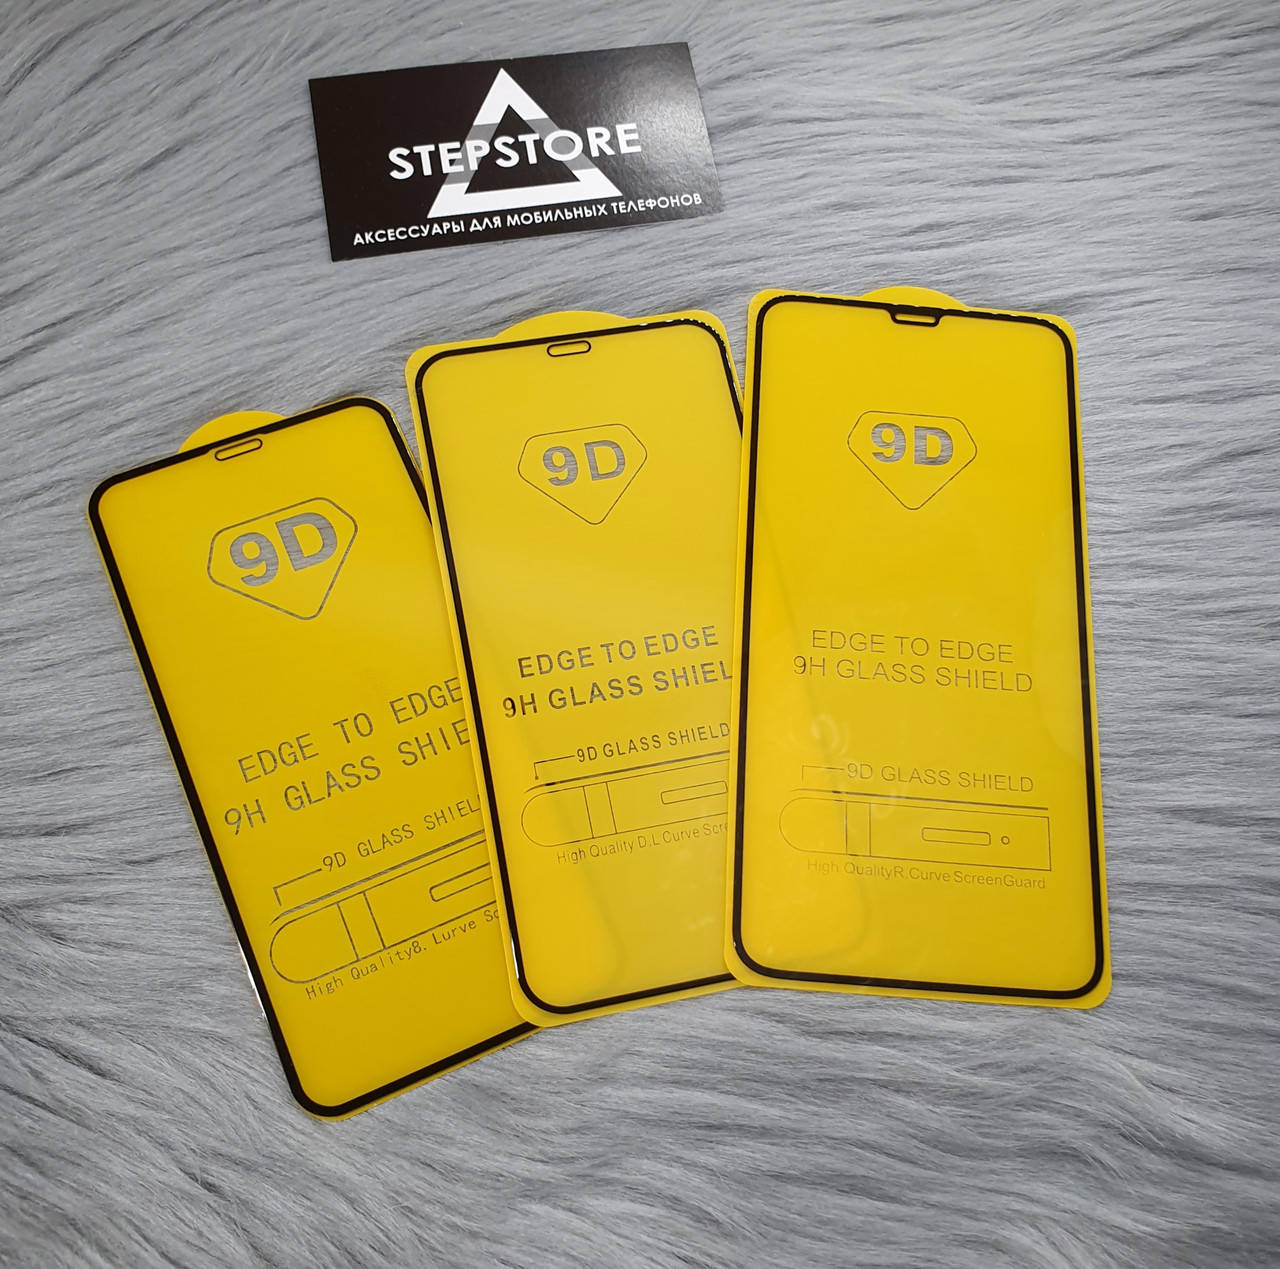 STEPSTORE
АКСЕССУАРЫ ДЛЯ МОБИЛЬНЫХ ТЕЛЕФОНОВ
9D
EDGE TO EDGE
9H GLASS SHIE
9D GLASS SHIEL
High Quality8. Lurve Sc
9D
EDGE TO EDGE
9H GLASS SHIEL
9D GLASS SHIELD
High Quality D,L Curve Scre
9D
EDGE TO EDGE
9H GLASS SHIELD
9D GLASS SHIELD
High QualityR.Curve ScreenGuard